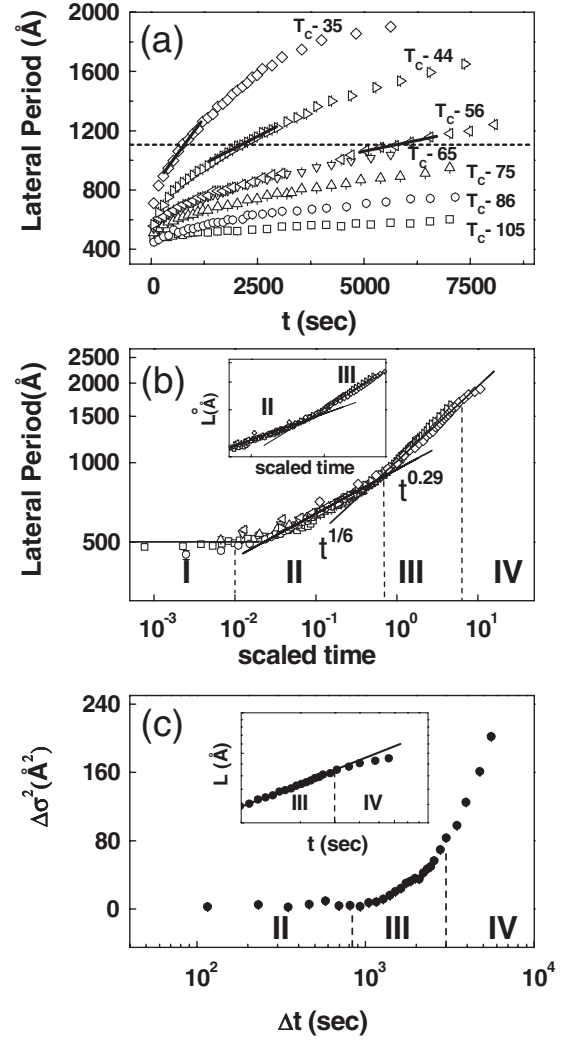 (a)
Lateral Period (Å)
2000
1600
1200
800
400
T_C- 35
T_C- 44
T_C- 56
T_C- 65
T_C- 75
T_C- 86
T_C- 105
0 2500 5000 7500
t (sec)
(b)
Lateral Period(Å)
2500
2000
1500
1000
500
L(Å)
II
III
scaled time
t^0.29
t^1/6
I II III IV
10^-3 10^-2 10^-1 10^0 10^1
scaled time
(c)
Δσ²(Å²)
240
160
80
0
L (Å)
III IV
t (sec)
II III IV
10^2 10^3 10^4
Δt (sec)